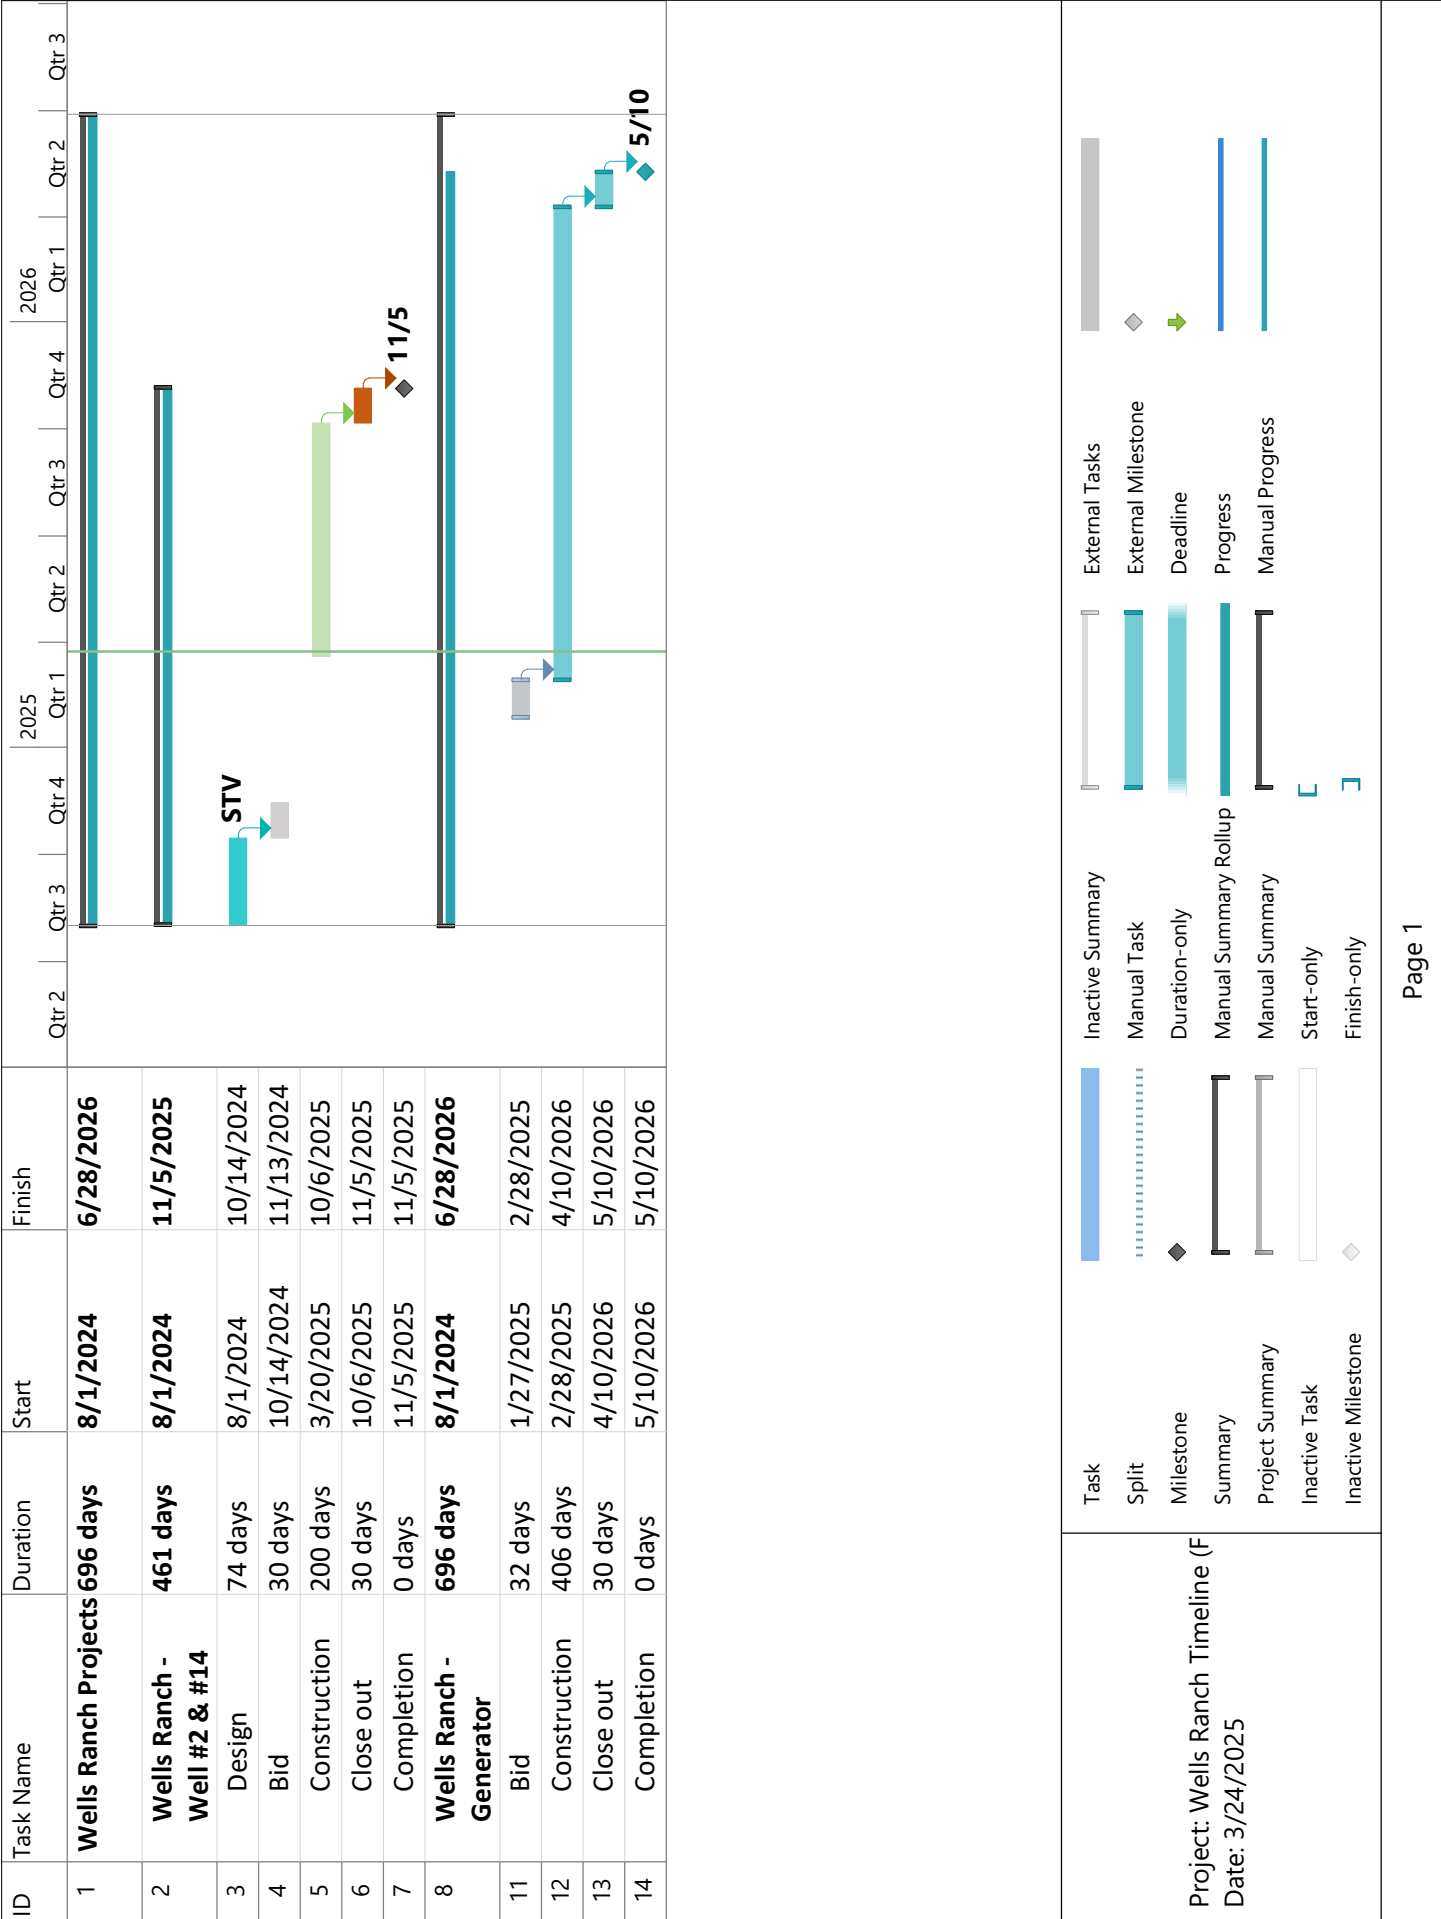 ID Task Name Duration Start Finish
2025 2026
Qtr 2 Qtr 3 Qtr 4 Qtr 1 Qtr 2 Qtr 3 Qtr 4 Qtr 1 Qtr 2 Qtr 3
1 Wells Ranch Projects 696 days 8/1/2024 6/28/2026
2 Wells Ranch - 461 days 8/1/2024 11/5/2025
Well #2 & #14
3 Design 74 days 8/1/2024 10/14/2024 STV
4 Bid 30 days 10/14/2024 11/13/2024
5 Construction 200 days 3/20/2025 10/6/2025
6 Close out 30 days 10/6/2025 11/5/2025
7 Completion 0 days 11/5/2025 11/5/2025 11/5
8 Wells Ranch - 696 days 8/1/2024 6/28/2026
Generator
11 Bid 32 days 1/27/2025 2/28/2025
12 Construction 406 days 2/28/2025 4/10/2026
13 Close out 30 days 4/10/2026 5/10/2026
14 Completion 0 days 5/10/2026 5/10/2026 5/10
Project: Wells Ranch Timeline (F
Date: 3/24/2025
Task
Split
Milestone
Summary
Project Summary
Inactive Task
Inactive Milestone
Inactive Summary
Manual Task
Duration-only
Manual Summary Rollup
Manual Summary
Start-only
Finish-only
External Tasks
External Milestone
Deadline
Progress
Manual Progress
Page 1